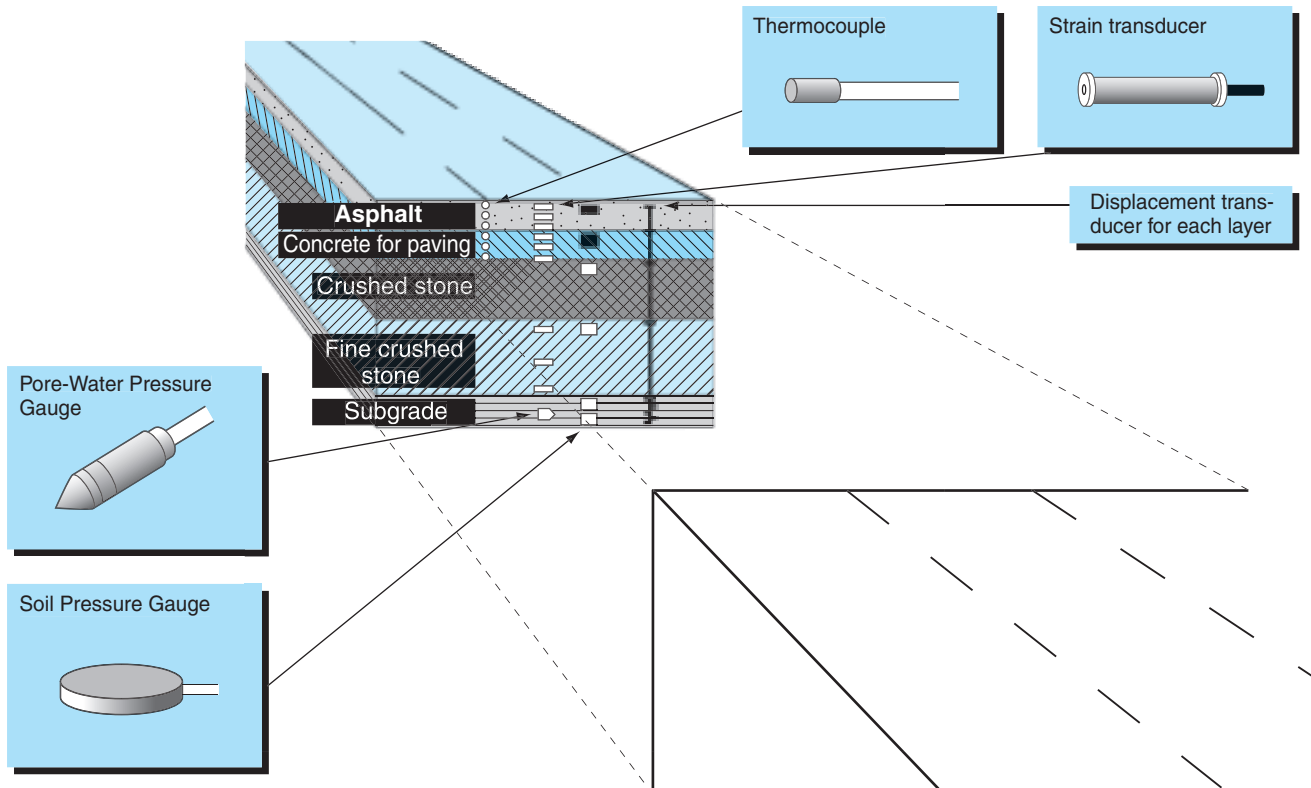 Thermocouple
Strain transducer
Displacement trans-
ducer for each layer
Asphalt
Concrete for paving
Crushed stone
Fine crushed
stone
Subgrade
Pore-Water Pressure
Gauge
Soil Pressure Gauge